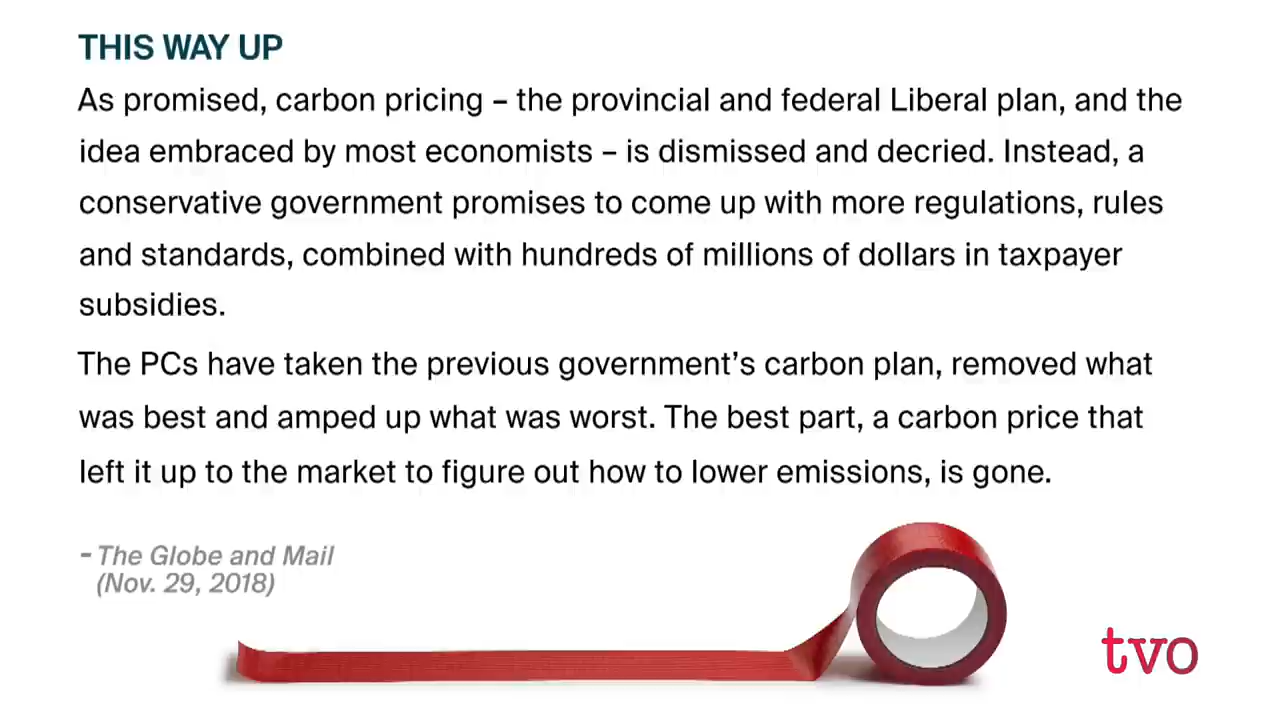 THIS WAY UP
As promised, carbon pricing – the provincial and federal Liberal plan, and the
idea embraced by most economists – is dismissed and decried. Instead, a
conservative government promises to come up with more regulations, rules
and standards, combined with hundreds of millions of dollars in taxpayer
subsidies.
The PCs have taken the previous government’s carbon plan, removed what
was best and amped up what was worst. The best part, a carbon price that
left it up to the market to figure out how to lower emissions, is gone.
– The Globe and Mail
(Nov. 29, 2018)
tvo